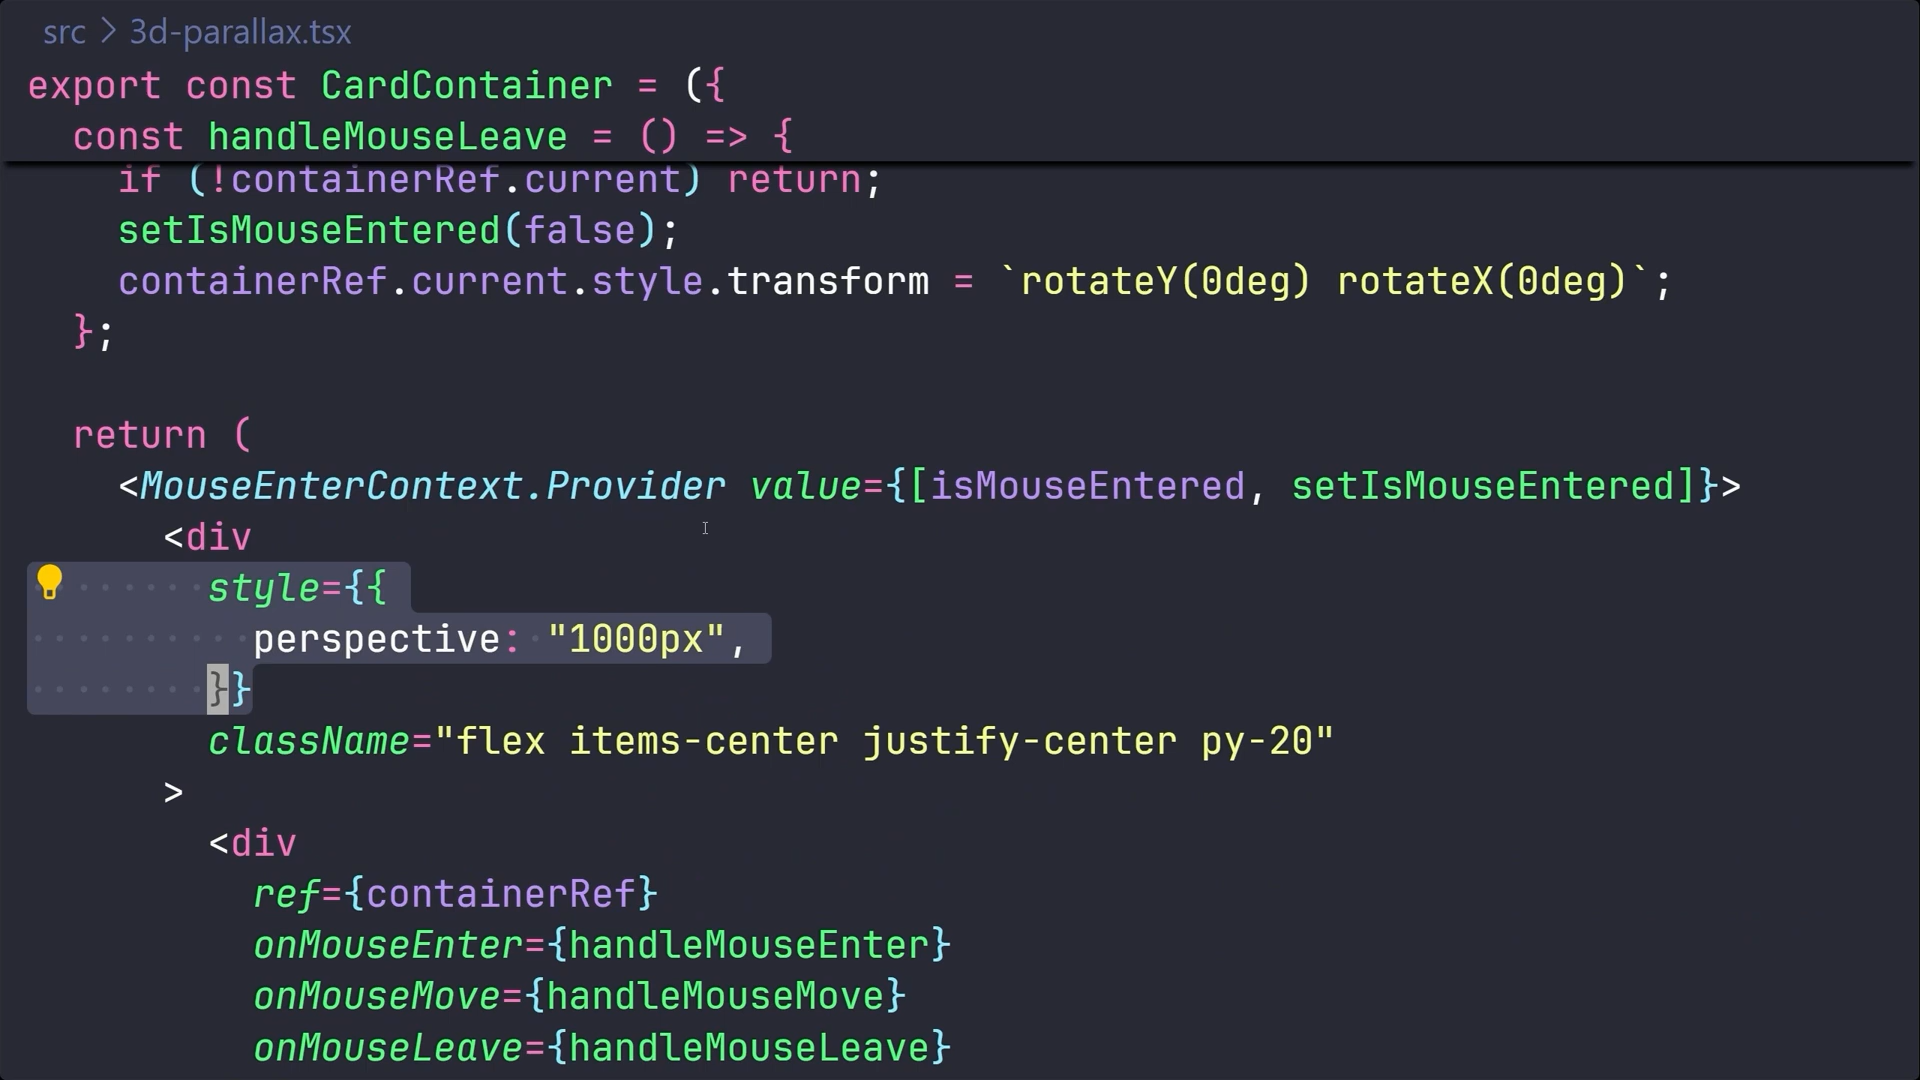 src > 3d-parallax.tsx
export const CardContainer = ({
  const handleMouseLeave = () => {
    if (!containerRef.current) return;
    setIsMouseEntered(false);
    containerRef.current.style.transform = `rotateY(0deg) rotateX(0deg)`;
  };

  return (
    <MouseEnterContext.Provider value={[isMouseEntered, setIsMouseEntered]}>
      <div
        style={{
          perspective: "1000px",
        }}
        className="flex items-center justify-center py-20"
      >
        <div
          ref={containerRef}
          onMouseEnter={handleMouseEnter}
          onMouseMove={handleMouseMove}
          onMouseLeave={handleMouseLeave}